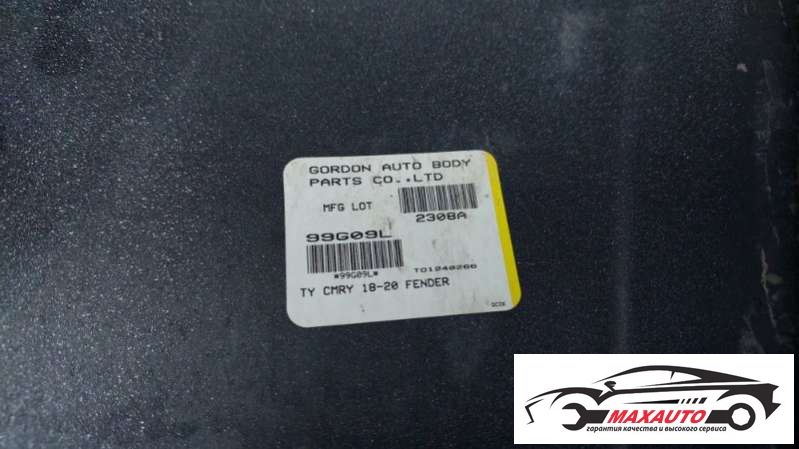 GORDON AUTO BODY
PARTS CO.,LTD
MFG LOT
2308A
99G09L
*99G09L*
TO1240266
TY CMRY 18-20 FENDER
MAXAUTO
гарантия качества и высокого сервиса